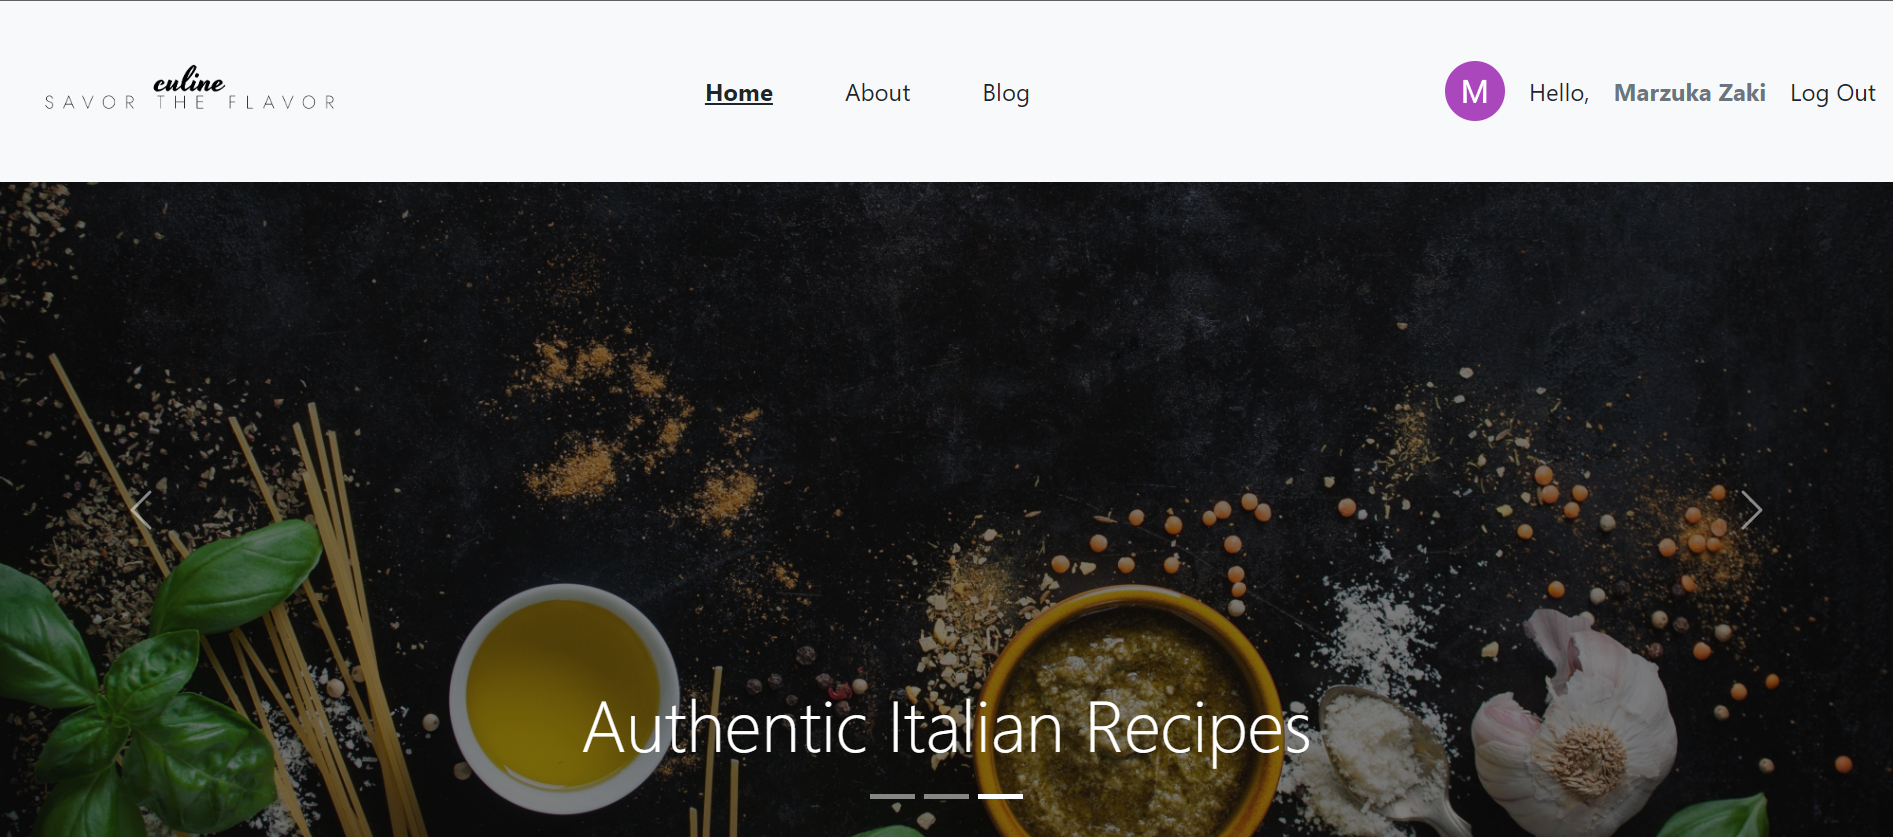 culine
SAVOR THE FLAVOR
Home About Blog
M Hello, Marzuka Zaki Log Out
Authentic Italian Recipes